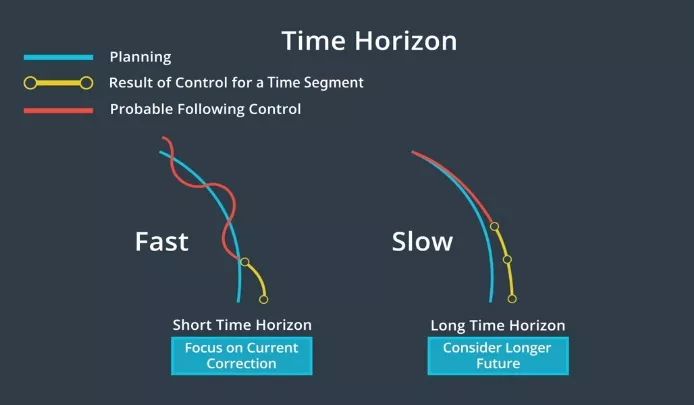 Time Horizon
Planning
Result of Control for a Time Segment
Probable Following Control
Fast
Slow
Short Time Horizon
Focus on Current
Correction
Long Time Horizon
Consider Longer
Future